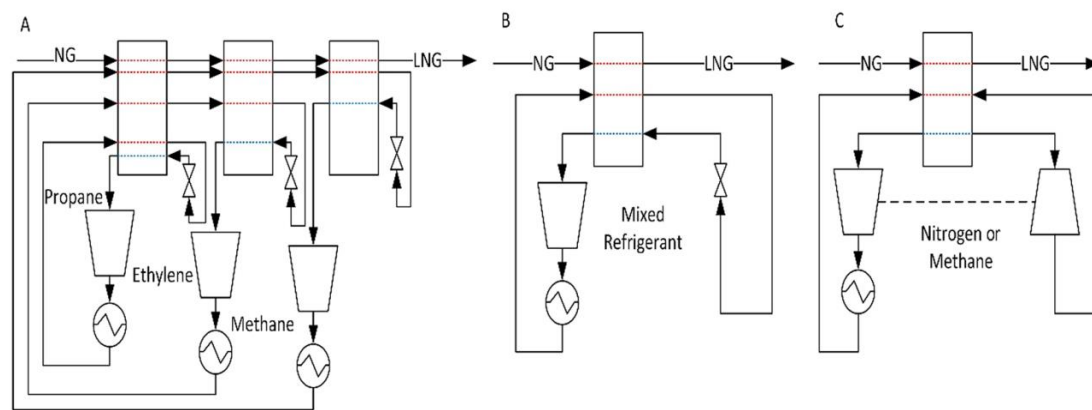 A
NG
LNG
Propane
Ethylene
Methane
B
NG
LNG
Mixed
Refrigerant
C
NG
LNG
Nitrogen or
Methane